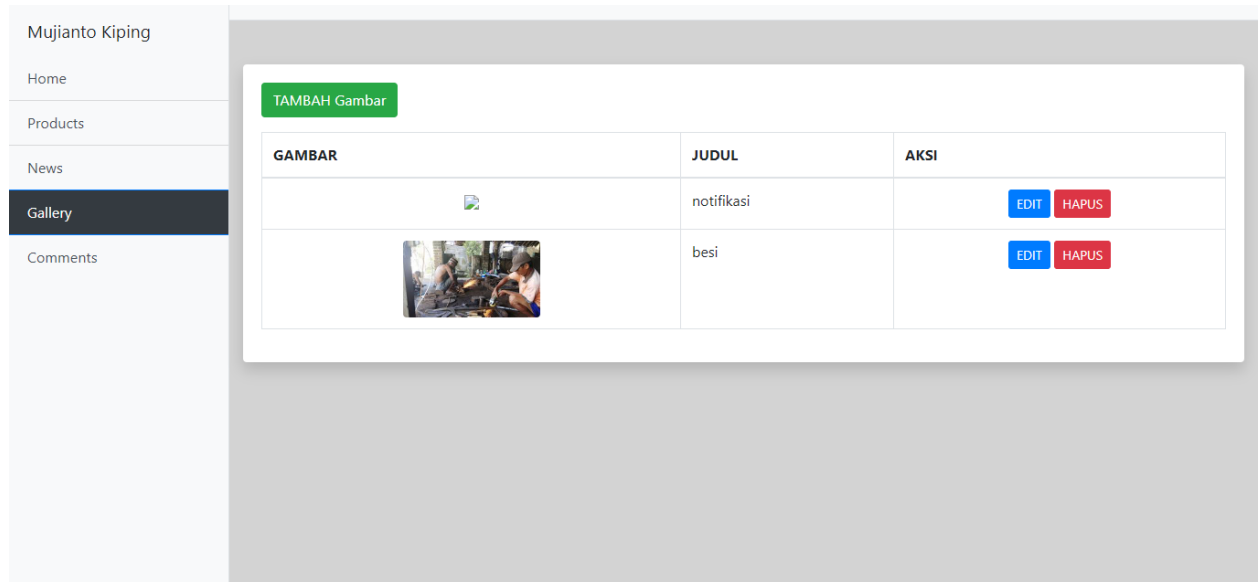 Mujianto Kiping
Home
Products
News
Gallery
Comments
TAMBAH Gambar
GAMBAR JUDUL AKSI
notifikasi EDIT HAPUS
besi EDIT HAPUS